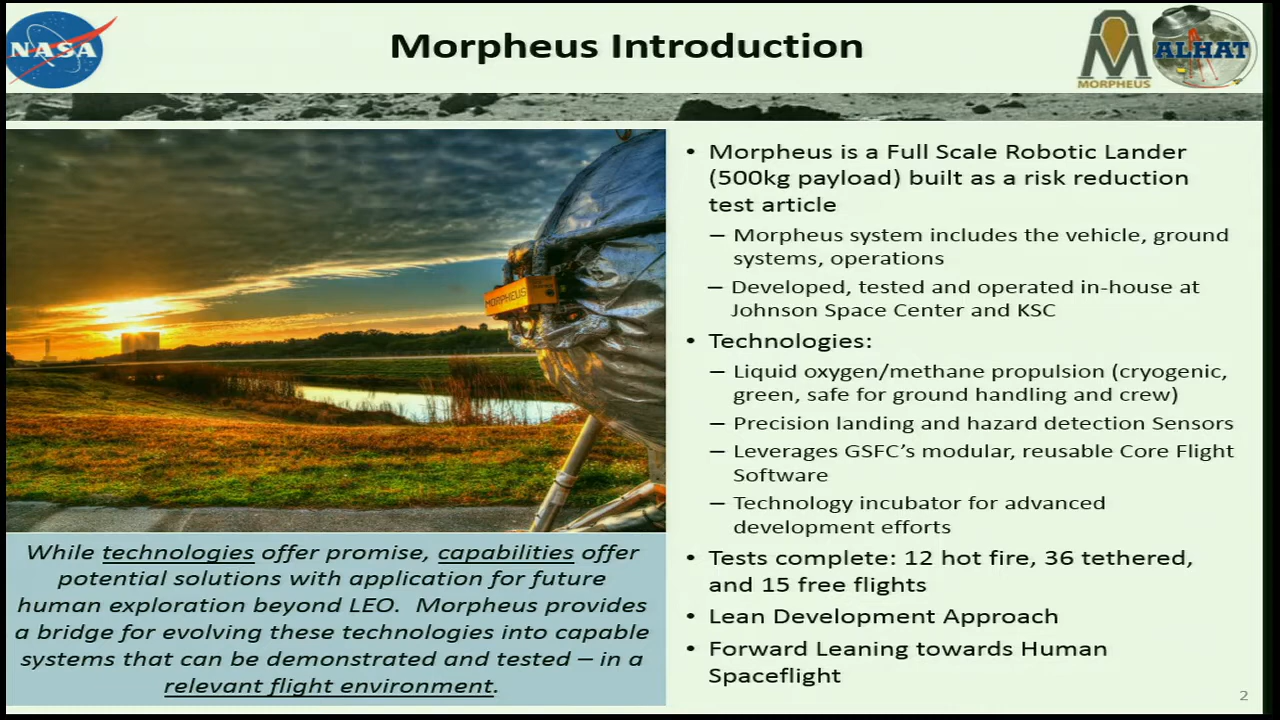 NASA
Morpheus Introduction
MORPHEUS
ALHAT
MORPHEUS
While technologies offer promise, capabilities offer
potential solutions with application for future
human exploration beyond LEO.  Morpheus provides
a bridge for evolving these technologies into capable
systems that can be demonstrated and tested – in a
relevant flight environment.
• Morpheus is a Full Scale Robotic Lander
(500kg payload) built as a risk reduction
test article
– Morpheus system includes the vehicle, ground
systems, operations
– Developed, tested and operated in-house at
Johnson Space Center and KSC
• Technologies:
– Liquid oxygen/methane propulsion (cryogenic,
green, safe for ground handling and crew)
– Precision landing and hazard detection Sensors
– Leverages GSFC’s modular, reusable Core Flight
Software
– Technology incubator for advanced
development efforts
• Tests complete: 12 hot fire, 36 tethered,
and 15 free flights
• Lean Development Approach
• Forward Leaning towards Human
Spaceflight
2